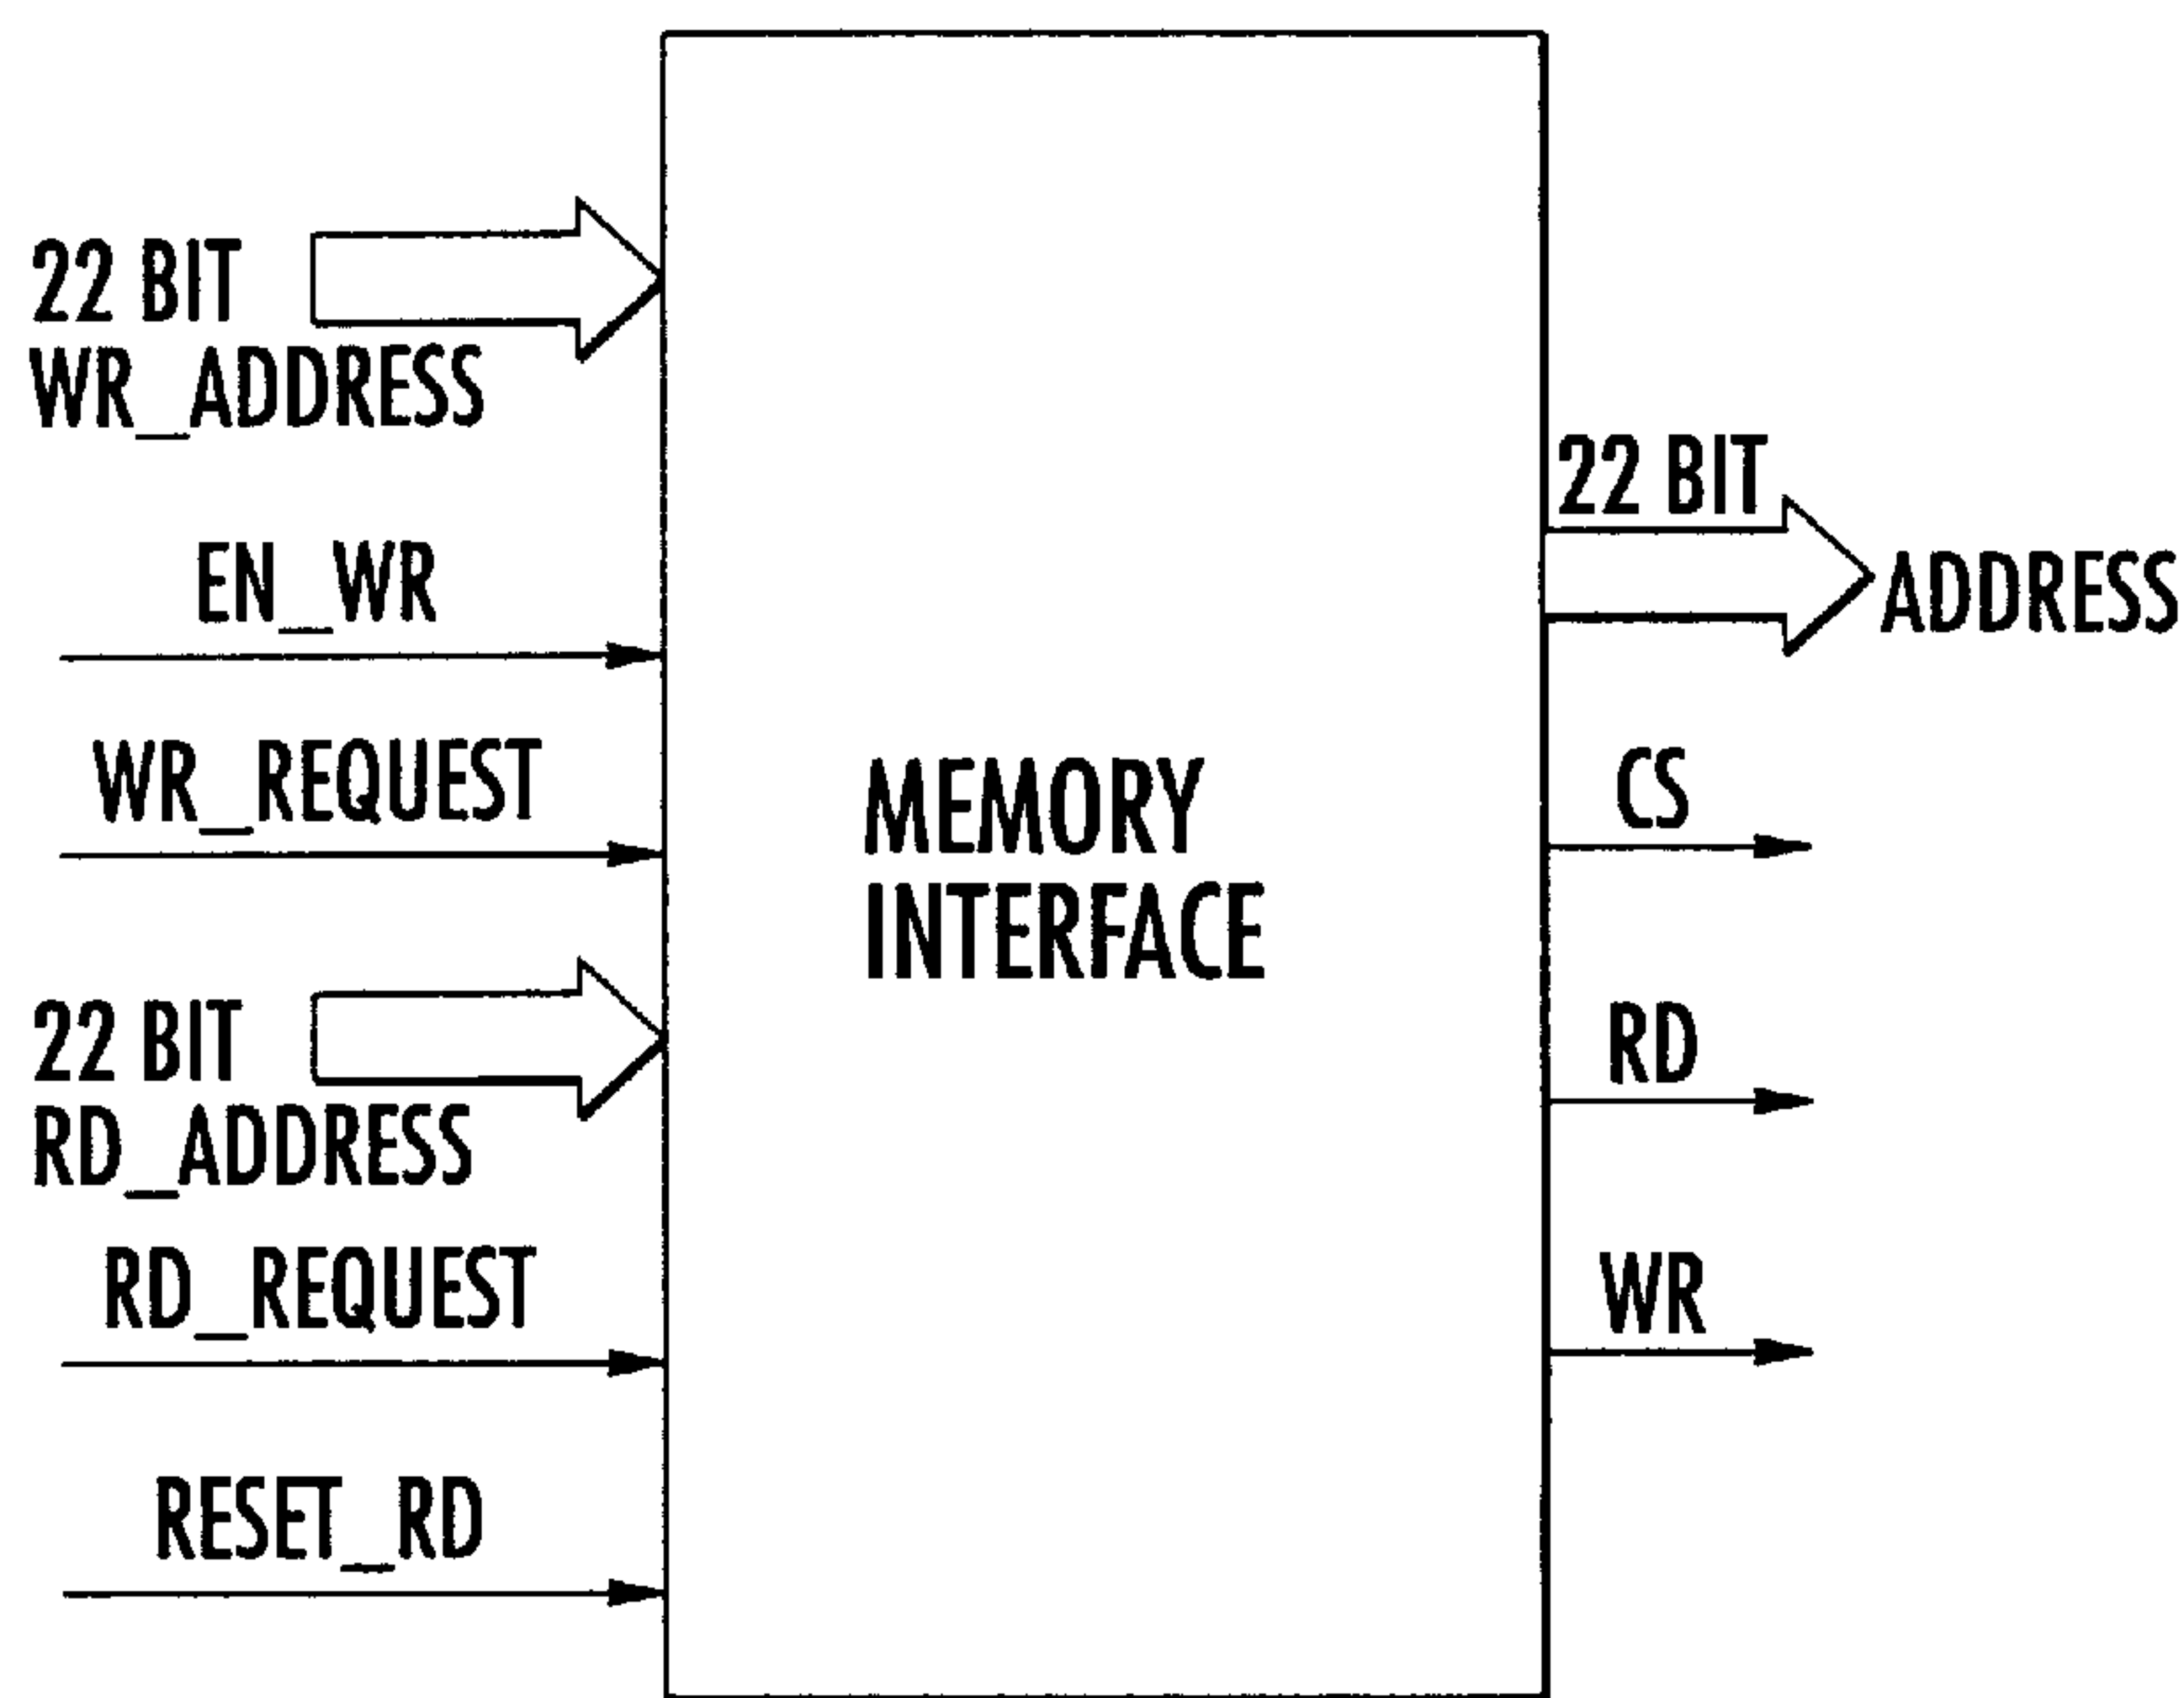 22 BIT
WR_ADDRESS
EN_WR
WR_REQUEST
22 BIT
RD_ADDRESS
RD_REQUEST
RESET_RD
MEMORY
INTERFACE
22 BIT
ADDRESS
CS
RD
WR